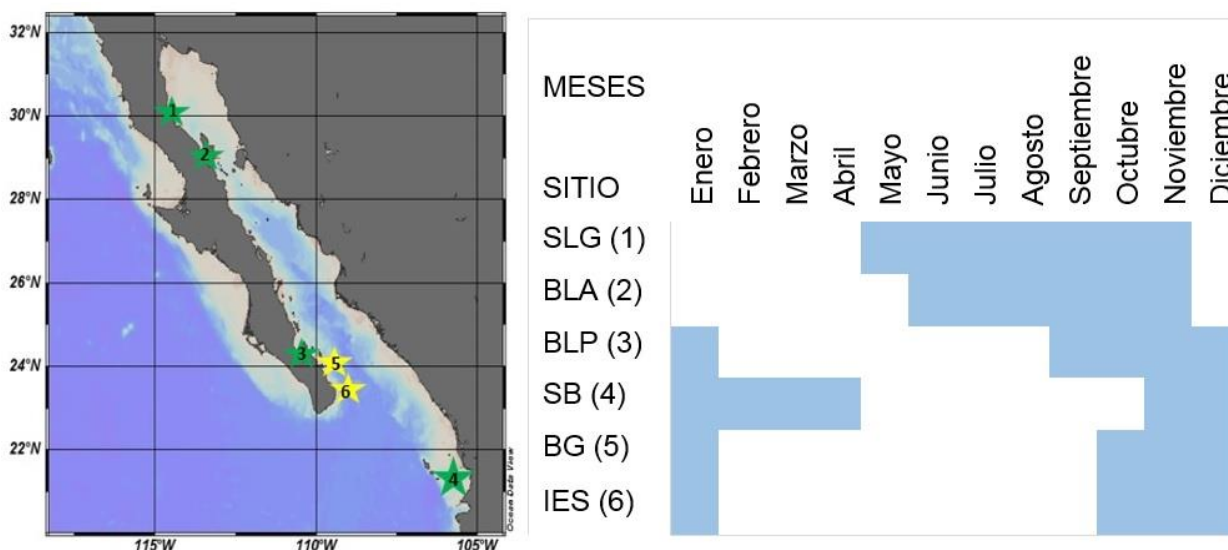 32°N
30°N
28°N
26°N
24°N
22°N
115°W
110°W
105°W
1
2
3
4
5
6
Ocean Data View
MESES
Enero
Febrero
Marzo
Abril
Mayo
Junio
Julio
Agosto
Septiembre
Octubre
Noviembre
Diciembre
SITIO
SLG (1)
BLA (2)
BLP (3)
SB (4)
BG (5)
IES (6)